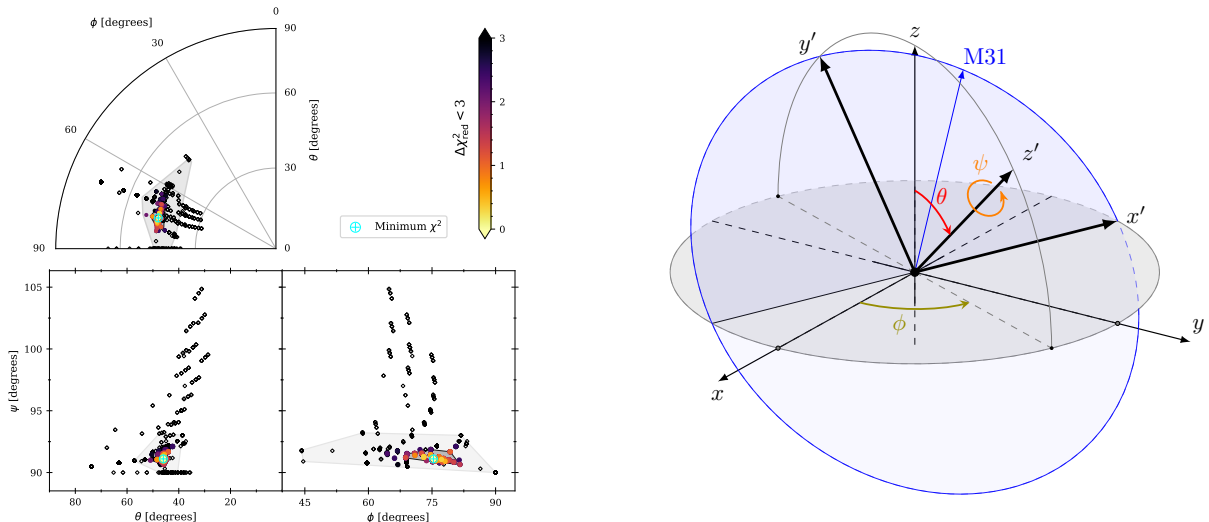 0
ϕ [degrees]
90
30
60
60
θ [degrees]
30
90
0
3
2
1
0
Δχ²_red < 3
Minimum χ²
105
100
95
90
ψ [degrees]
80
60
40
20
θ [degrees]
45
60
75
90
ϕ [degrees]
z
y′
M31
z′
ψ
θ
x′
ϕ
y
x